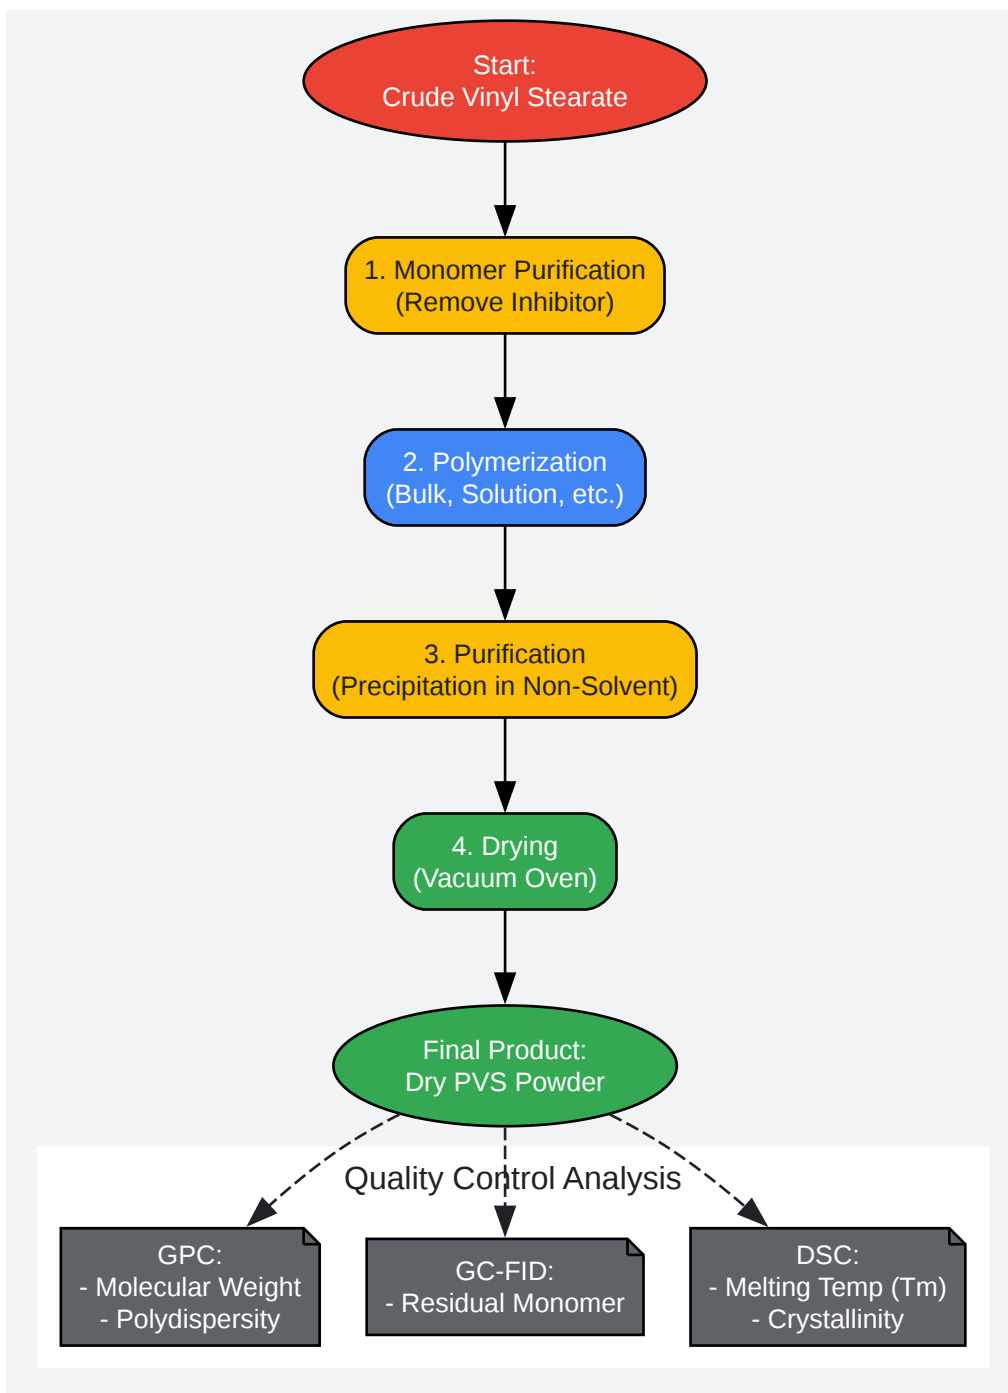 Start:
Crude Vinyl Stearate
1. Monomer Purification
(Remove Inhibitor)
2. Polymerization
(Bulk, Solution, etc.)
3. Purification
(Precipitation in Non-Solvent)
4. Drying
(Vacuum Oven)
Final Product:
Dry PVS Powder
Quality Control Analysis
GPC:
- Molecular Weight
- Polydispersity
GC-FID:
- Residual Monomer
DSC:
- Melting Temp (Tm)
- Crystallinity